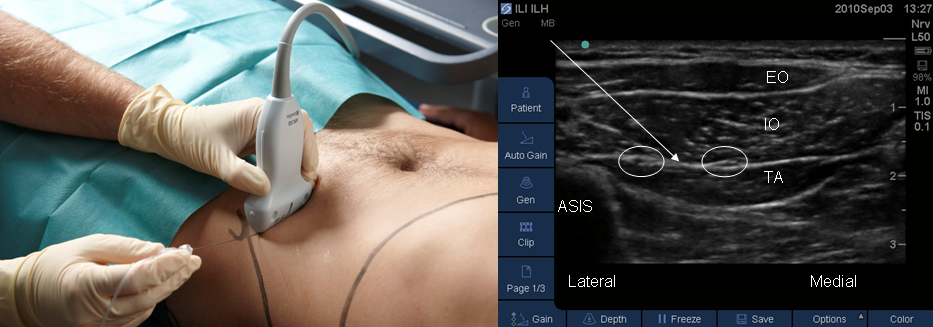 ILI ILH
2010Sep03 13:27
Gen MB
Nrv
L50
98%
MI
1.0
TIS
0.1
EO
IO
TA
ASIS
Lateral Medial
1
2
3
Patient
Auto Gain
Gen
Clip
Page 1/3
Gain Depth Freeze Save Options Color